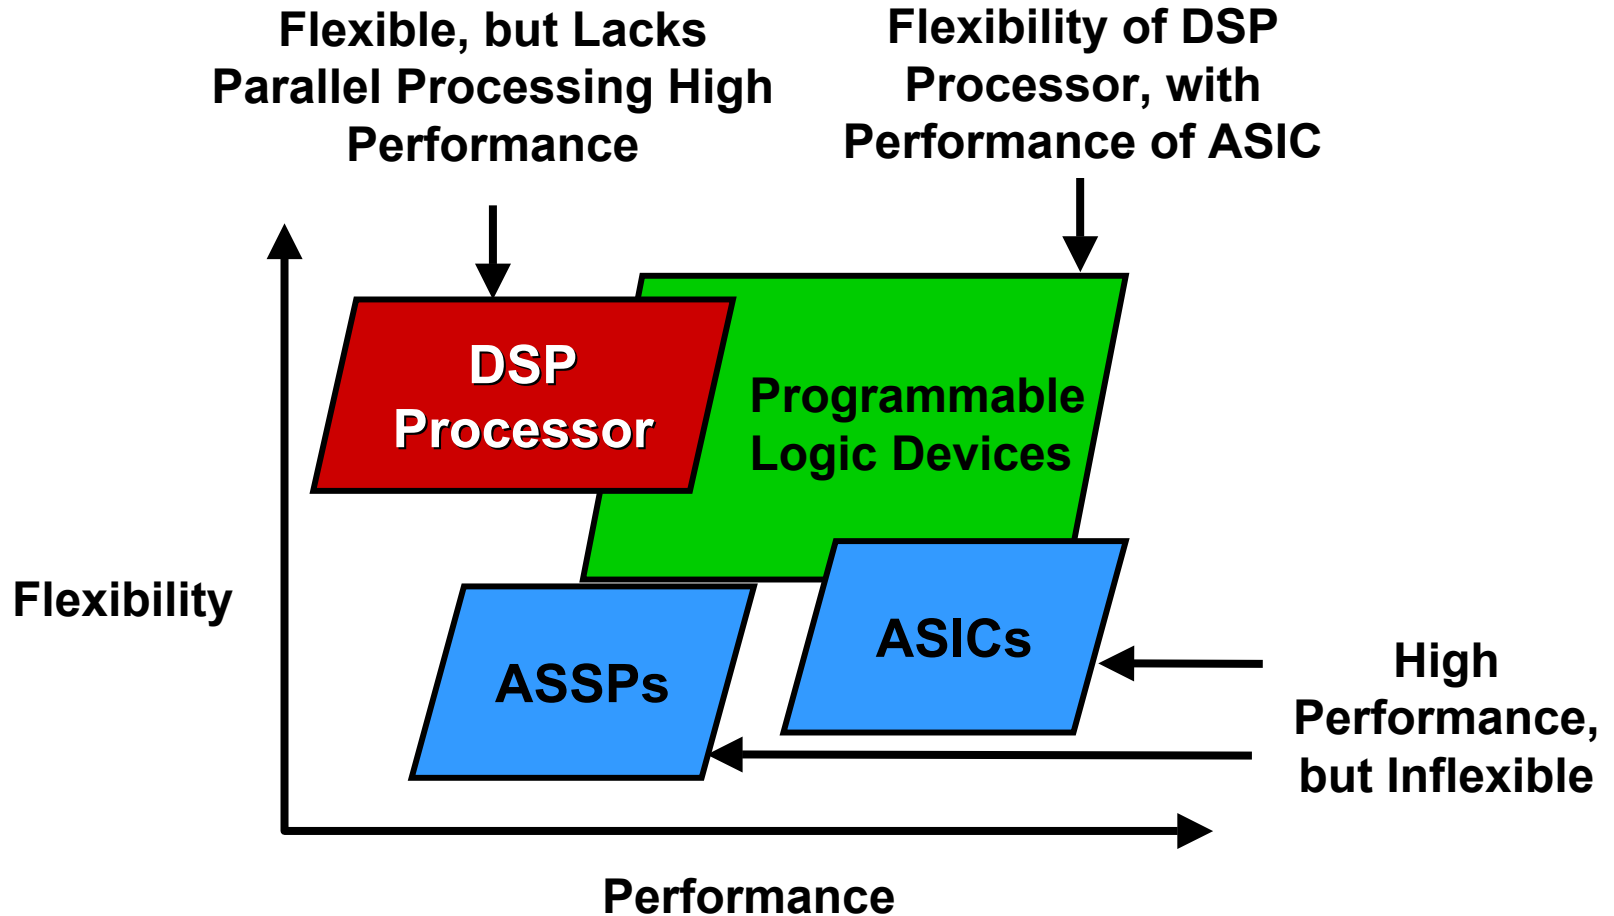 Flexible, but Lacks
Parallel Processing High
Performance
Flexibility of DSP
Processor, with
Performance of ASIC
DSP
Processor
Programmable
Logic Devices
Flexibility
ASSPs
ASICs
High
Performance,
but Inflexible
Performance